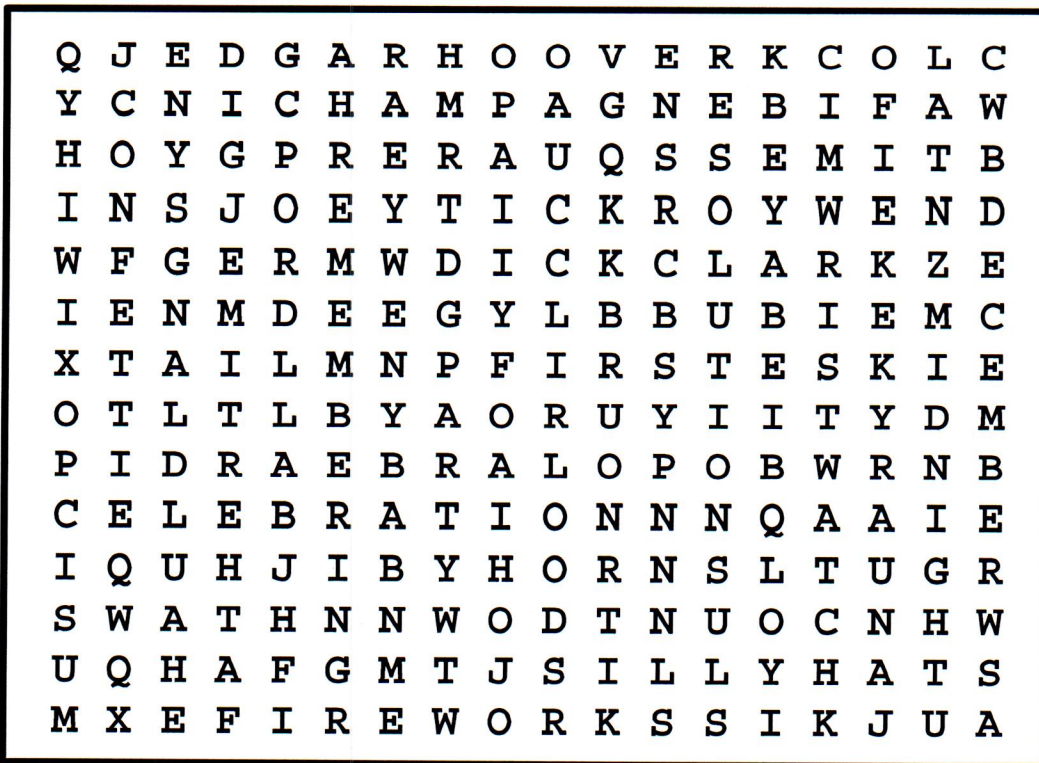 Q J E D G A R H O O V E R K C O L C
Y C N I C H A M P A G N E B I F A W
H O Y G P R E R A U Q S S E M I T B
I N S J O E Y T I C K R O Y W E N D
W F G E R M W D I C K C L A R K Z E
I E N M D E E G Y L B B U B I E M C
X T A I L M N P F I R S T E S K I E
O T L T L B Y A O R U Y I I T Y D M
P I D R A E B R A L O P O B W R N B
C E L E B R A T I O N N N Q A A I E
I Q U H J I B Y H O R N S L T U G R
S W A T H N N W O D T N U O C N H W
U Q H A F G M T J S I L L Y H A T S
M X E F I R E W O R K S S I K J U A